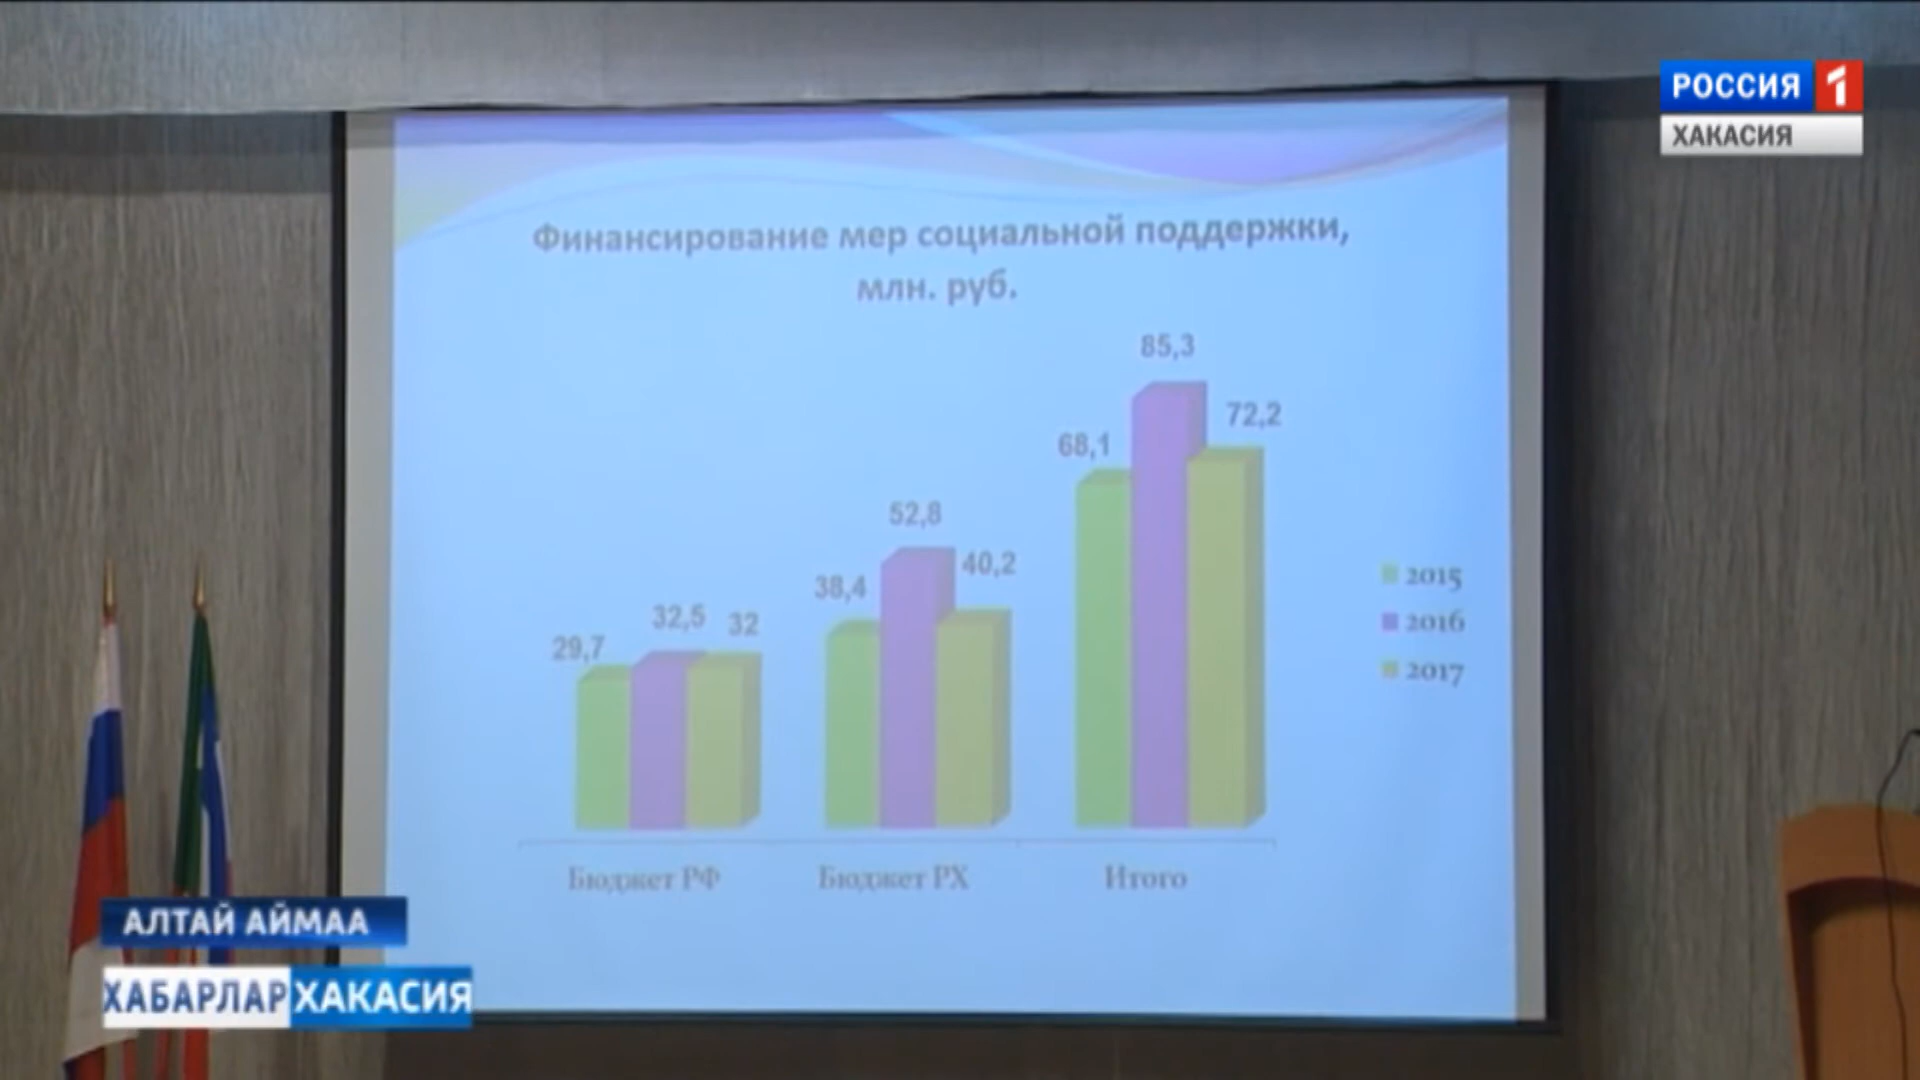 РОССИЯ 1
ХАКАСИЯ
Финансирование мер социальной поддержки,
млн. руб.
85,3
72,2
68,1
52,8
40,2
38,4
32,5
32
29,7
2015
2016
2017
Бюджет РФ
Бюджет РХ
Итого
АЛТАЙ АЙМАА
ХАБАРЛАР ХАКАСИЯ